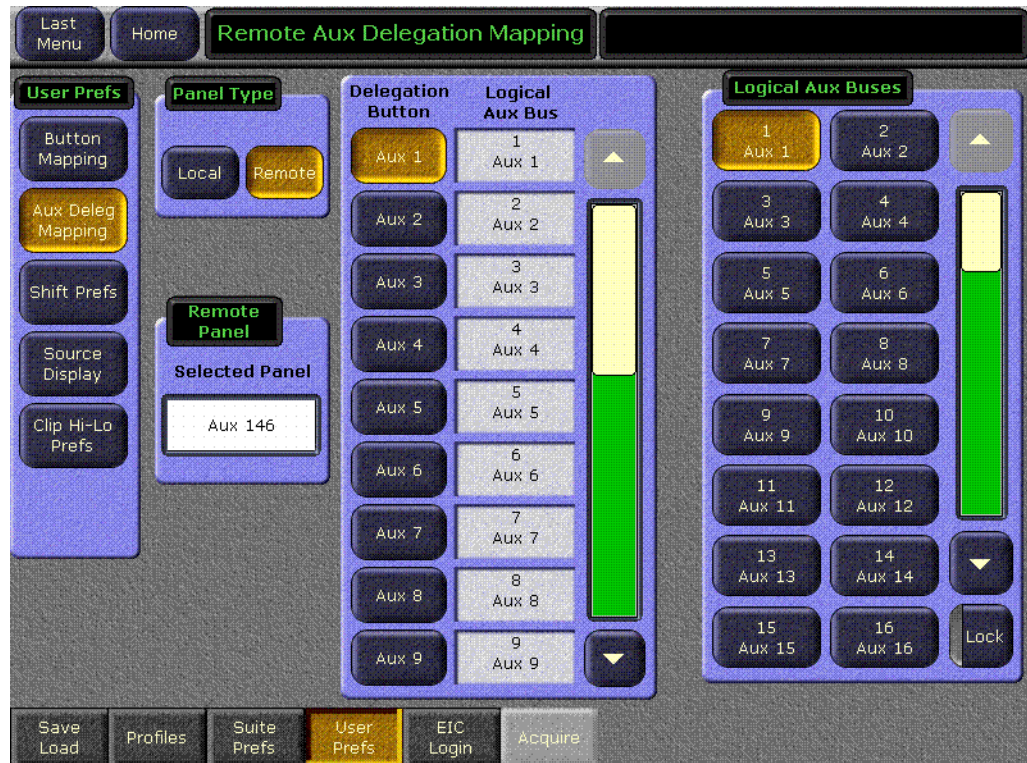 Last
Menu
Home
Remote Aux Delegation Mapping
User Prefs
Button
Mapping
Aux Deleg
Mapping
Shift Prefs
Source
Display
Clip Hi-Lo
Prefs
Panel Type
Local
Remote
Remote
Panel
Selected Panel
Aux 146
Delegation
Button
Logical
Aux Bus
Aux 1
1
Aux 1
Aux 2
2
Aux 2
Aux 3
3
Aux 3
Aux 4
4
Aux 4
Aux 5
5
Aux 5
Aux 6
6
Aux 6
Aux 7
7
Aux 7
Aux 8
8
Aux 8
Aux 9
9
Aux 9
Logical Aux Buses
1
Aux 1
2
Aux 2
3
Aux 3
4
Aux 4
5
Aux 5
6
Aux 6
7
Aux 7
8
Aux 8
9
Aux 9
10
Aux 10
11
Aux 11
12
Aux 12
13
Aux 13
14
Aux 14
15
Aux 15
16
Aux 16
Lock
Save
Load
Profiles
Suite
Prefs
User
Prefs
EIC
Login
Acquire